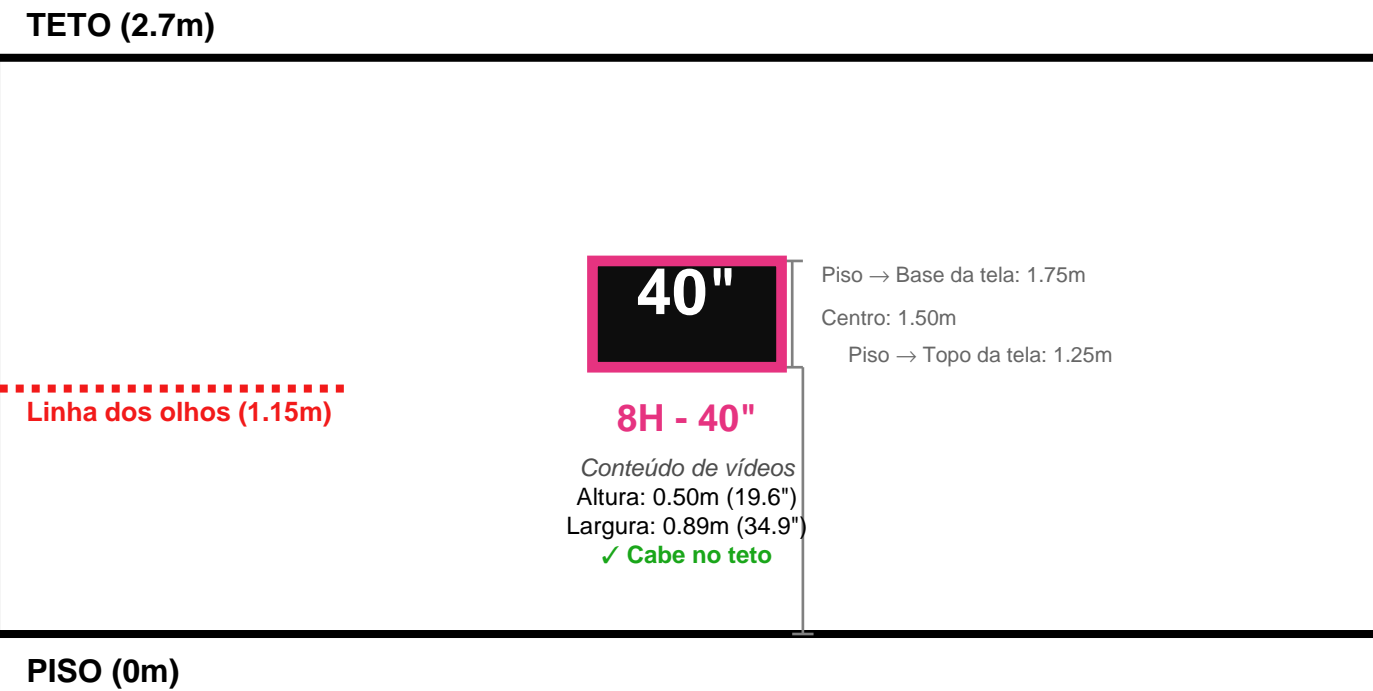 TETO (2.7m)
40"
Piso → Base da tela: 1.75m
Centro: 1.50m
Piso → Topo da tela: 1.25m
Linha dos olhos (1.15m)
8H - 40"
Conteúdo de vídeos
Altura: 0.50m (19.6")
Largura: 0.89m (34.9")
✓ Cabe no teto
PISO (0m)